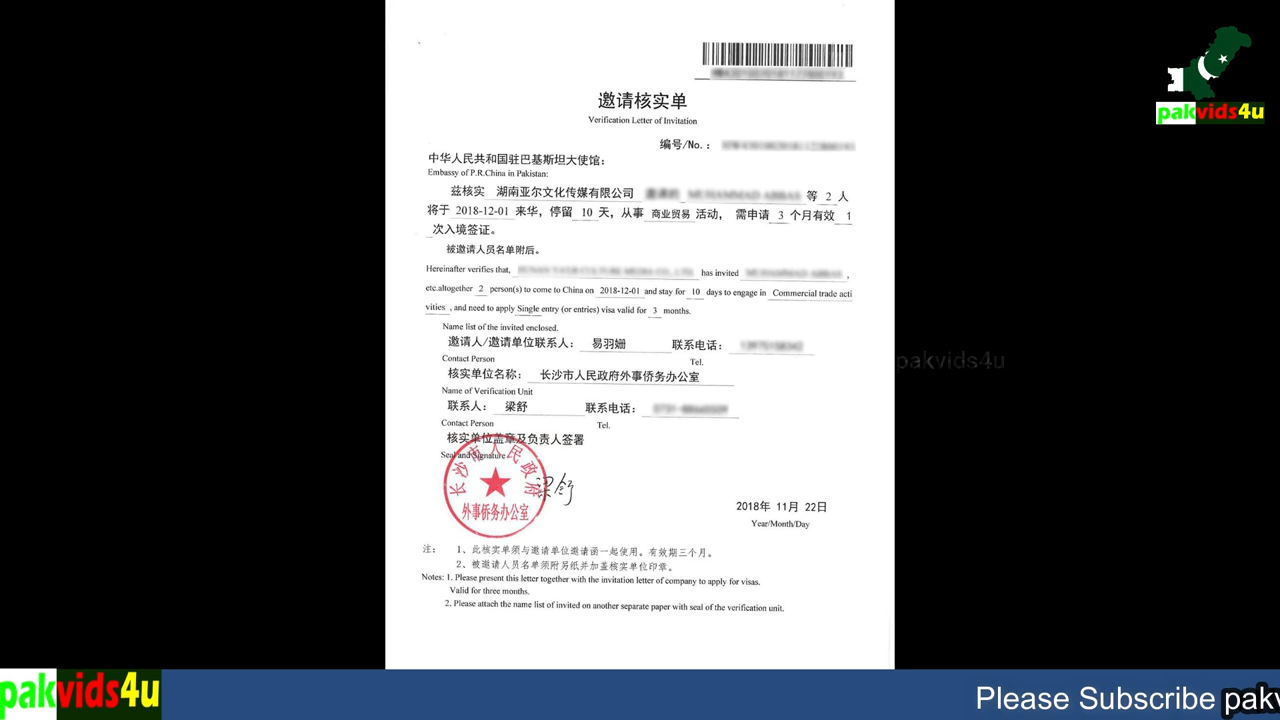 邀请核实单
Verification Letter of Invitation
编号/No.：
中华人民共和国驻巴基斯坦大使馆：
Embassy of P.R.China in Pakistan:
兹核实 湖南亚尔文化传媒有限公司 等 2 人
将于 2018-12-01 来华，停留 10 天，从事 商业贸易 活动， 需申请 3 个月有效 1
次入境签证。
被邀请人员名单附后。
Hereinafter verifies that, has invited ,
etc.altogether 2 person(s) to come to China on 2018-12-01 and stay for 10 days to engage in Commercial trade acti
vities , and need to apply Single entry (or entries) visa valid for 3 months.
Name list of the invited enclosed.
邀请人/邀请单位联系人： 易羽姗 联系电话：
Contact Person Tel.
核实单位名称： 长沙市人民政府外事侨务办公室
Name of Verification Unit
联系人： 梁舒 联系电话：
Contact Person Tel.
核实单位盖章及负责人签署
Seal and Signature
长沙市人民政府
外事侨务办公室
梁舒
2018年 11月 22日
Year/Month/Day
注： 1、此核实单须与邀请单位邀请函一起使用。有效期三个月。
2、被邀请人员名单须附另纸并加盖核实单位印章。
Notes: 1. Please present this letter together with the invitation letter of company to apply for visas.
Valid for three months.
2. Please attach the name list of invited on another separate paper with seal of the verification unit.
pakvids4u
pakvids4u
pakvids4u
Please Subscribe pakv